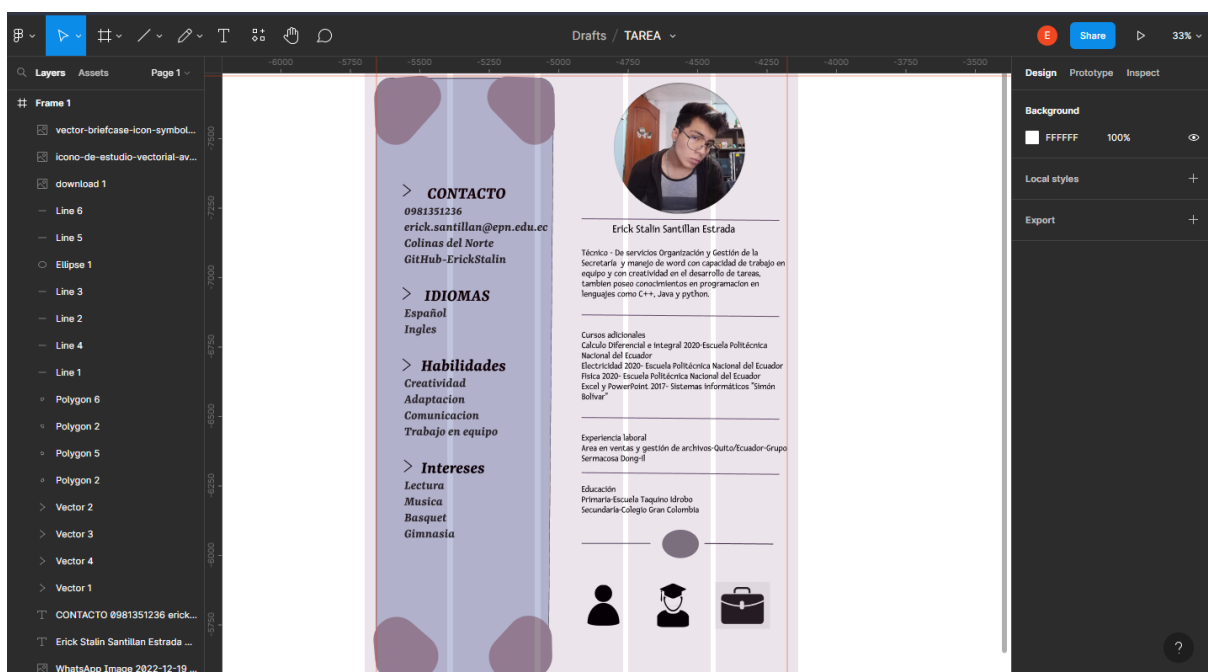 Drafts / TAREA
E
Share
33%
Layers Assets Page 1
Frame 1
vector-briefcase-icon-symbol...
icono-de-estudio-vectorial-av...
download 1
Line 6
Line 5
Ellipse 1
Line 3
Line 2
Line 4
Line 1
Polygon 6
Polygon 2
Polygon 5
Polygon 2
Vector 2
Vector 3
Vector 4
Vector 1
CONTACTO 0981351236 erick...
Erick Stalin Santillan Estrada ...
WhatsApp Image 2022-12-19 ...
-6000 -5750 -5500 -5250 -5000 -4750 -4500 -4250 -4000 -3750 -3500
-7500
-7250
-7000
-6750
-6500
-6250
-6000
-5750
CONTACTO
0981351236
erick.santillan@epn.edu.ec
Colinas del Norte
GitHub-ErickStalin
IDIOMAS
Español
Ingles
Habilidades
Creatividad
Adaptacion
Comunicacion
Trabajo en equipo
Intereses
Lectura
Musica
Basquet
Gimnasia
Erick Stalin Santillan Estrada
Técnico - De servicios Organización y Gestión de la
Secretaría y manejo de word con capacidad de trabajo en
equipo y con creatividad en el desarrollo de tareas,
tambien poseo conocimientos en programacion en
lenguajes como C++, Java y python.
Cursos adicionales
Calculo Diferencial e Integral 2020-Escuela Politécnica
Nacional del Ecuador
Electricidad 2020- Escuela Politécnica Nacional del Ecuador
Fisica 2020- Escuela Politécnica Nacional del Ecuador
Excel y PowerPoint 2017- Sistemas informáticos "Simón
Bolívar"
Experiencia laboral
Area en ventas y gestión de archivos-Quito/Ecuador-Grupo
Sermacosa Dong-Il
Educación
Primaria-Escuela Taquino Idrobo
Secundaria-Colegio Gran Colombia
Design Prototype Inspect
Background
FFFFFF 100%
Local styles
Export
?